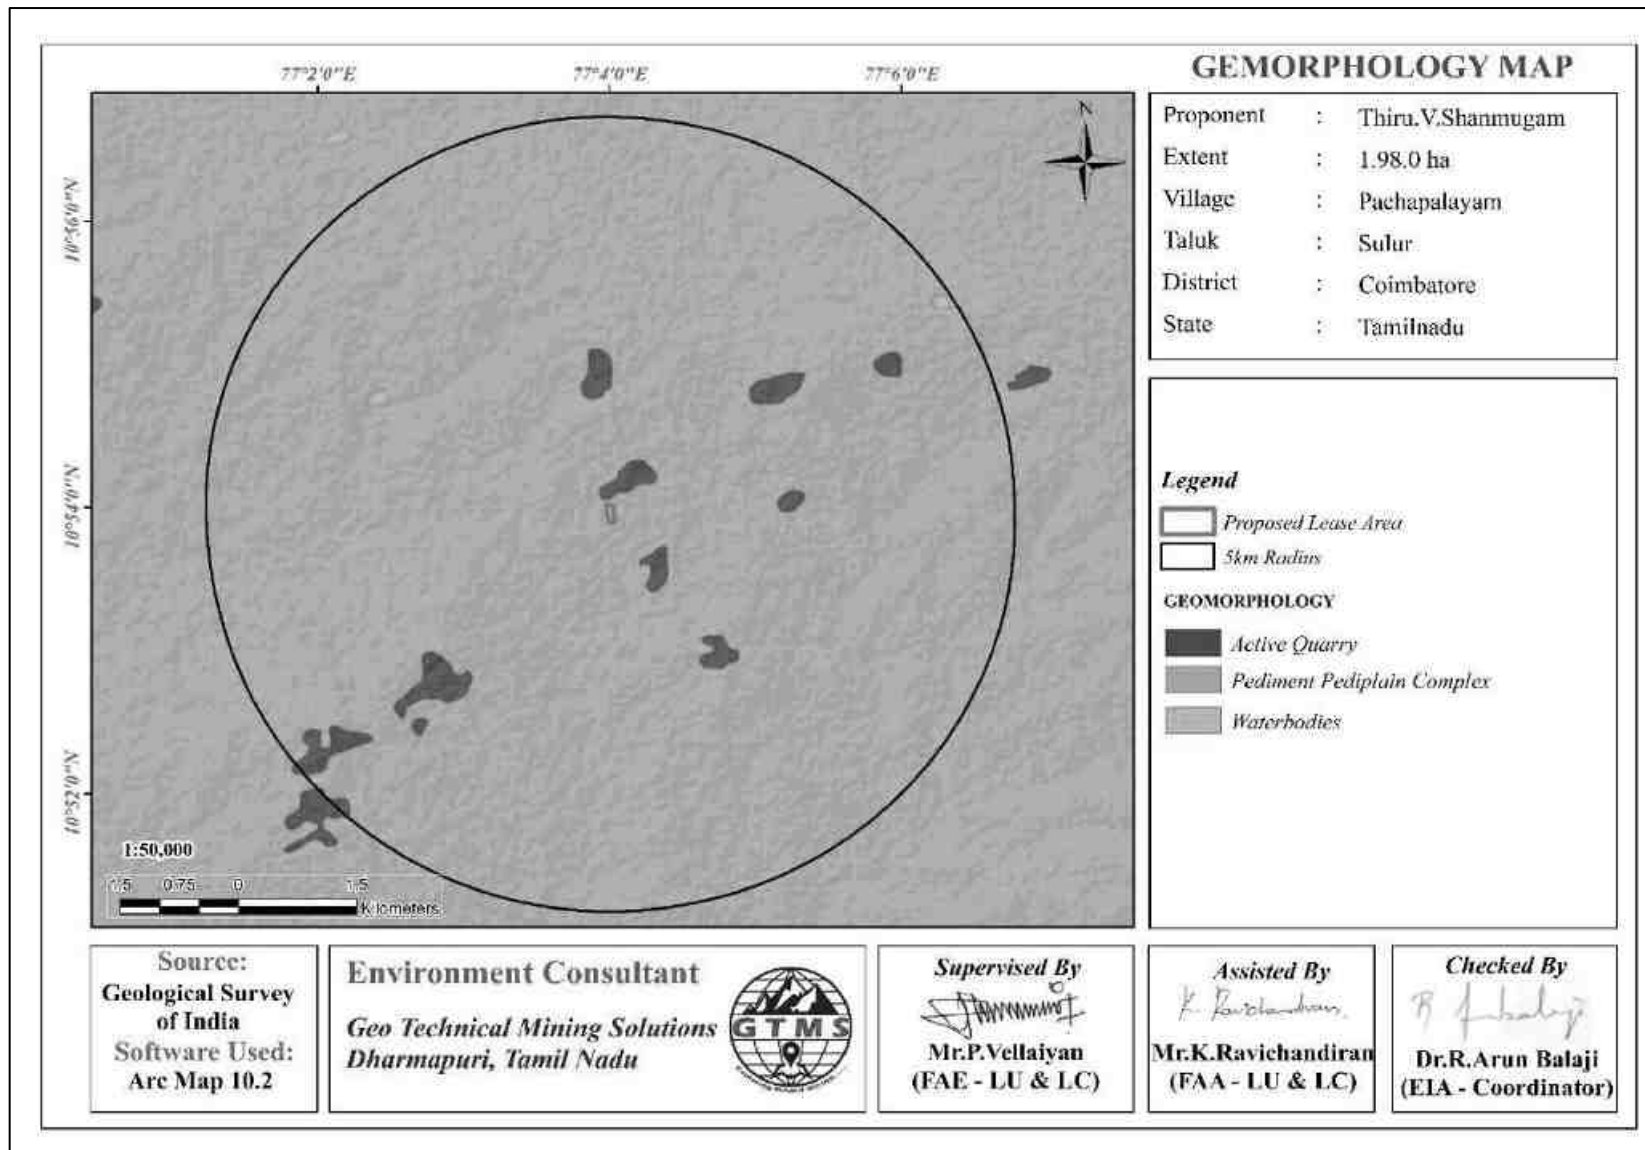 GEMORPHOLOGY MAP
77°2'0"E
77°4'0"E
77°6'0"E
10°56'0"N
10°54'0"N
10°52'0"N
N
1:50,000
1.5 0.75 0 1.5
Kilometers
Proponent : Thiru.V.Shanmugam
Extent : 1.98.0 ha
Village : Pachapalayam
Taluk : Sulur
District : Coimbatore
State : Tamilnadu
Legend
Proposed Lease Area
5km Radius
GEOMORPHOLOGY
Active Quarry
Pediment Pediplain Complex
Waterbodies
Source:
Geological Survey
of India
Software Used:
Arc Map 10.2
Environment Consultant
Geo Technical Mining Solutions
Dharmapuri, Tamil Nadu
GTMS
Supervised By
Mr.P.Vellaiyan
(FAE - LU & LC)
Assisted By
K. Ravichandran.
Mr.K.Ravichandiran
(FAA - LU & LC)
Checked By
Dr.R.Arun Balaji
(EIA - Coordinator)